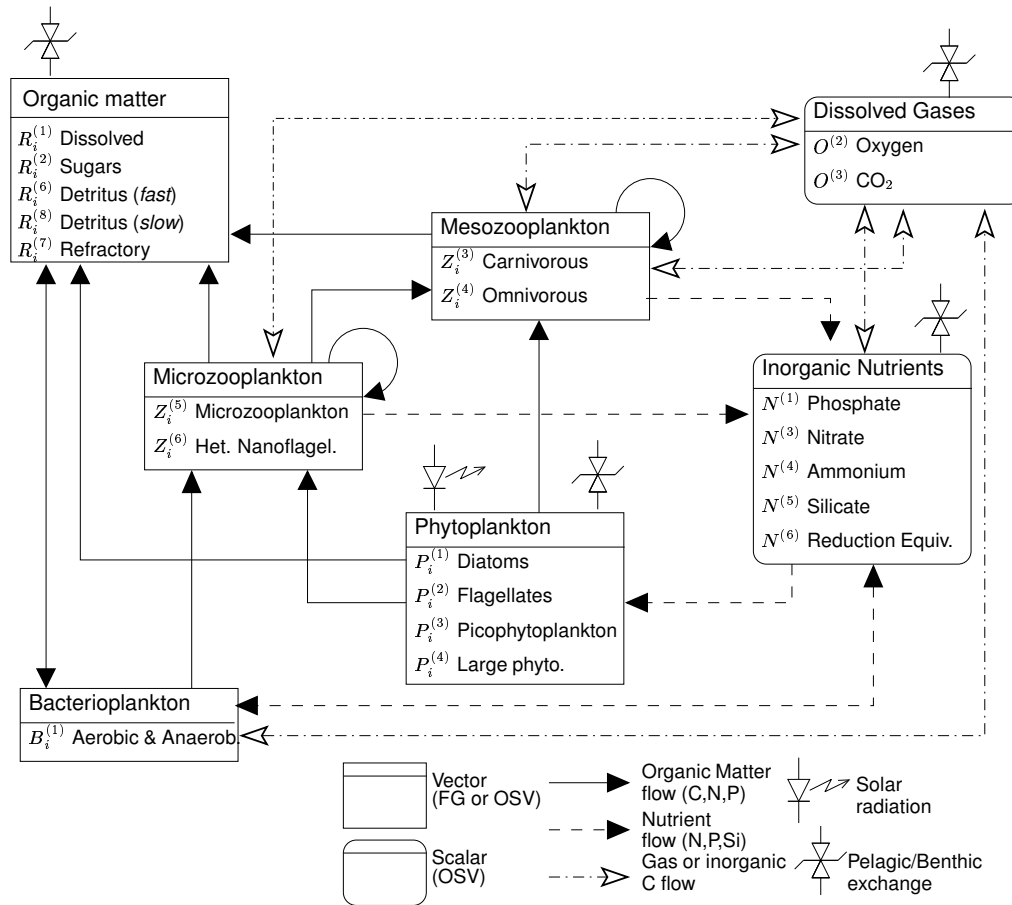 Organic matter
R_i^(1) Dissolved
R_i^(2) Sugars
R_i^(6) Detritus (fast)
R_i^(8) Detritus (slow)
R_i^(7) Refractory
Dissolved Gases
O^(2) Oxygen
O^(3) CO₂
Mesozooplankton
Z_i^(3) Carnivorous
Z_i^(4) Omnivorous
Microzooplankton
Z_i^(5) Microzooplankton
Z_i^(6) Het. Nanoflagel.
Inorganic Nutrients
N^(1) Phosphate
N^(3) Nitrate
N^(4) Ammonium
N^(5) Silicate
N^(6) Reduction Equiv.
Phytoplankton
P_i^(1) Diatoms
P_i^(2) Flagellates
P_i^(3) Picophytoplankton
P_i^(4) Large phyto.
Bacterioplankton
B_i^(1) Aerobic & Anaerob.
Vector
(FG or OSV)
Scalar
(OSV)
Organic Matter
flow (C,N,P)
Nutrient
flow (N,P,Si)
Gas or inorganic
C flow
Solar
radiation
Pelagic/Benthic
exchange